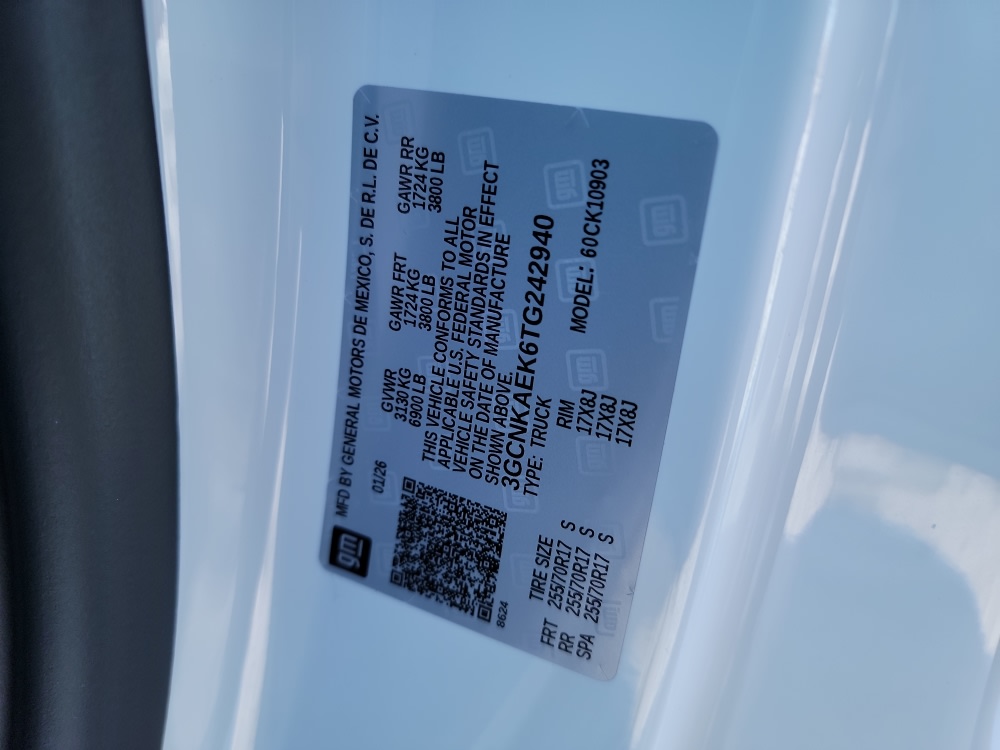 gm MFD BY GENERAL MOTORS DE MEXICO, S. DE R.L. DE C.V.
01/26 GVWR GAWR FRT GAWR RR
3130 KG 1724 KG 1724 KG
6900 LB 3800 LB 3800 LB
THIS VEHICLE CONFORMS TO ALL
APPLICABLE U.S. FEDERAL MOTOR
VEHICLE SAFETY STANDARDS IN EFFECT
ON THE DATE OF MANUFACTURE
SHOWN ABOVE.
8624 3GCNKAEK6TG242940
TYPE: TRUCK MODEL: 60CK10903
TIRE SIZE RIM
FRT 255/70R17 S 17X8J
RR 255/70R17 S 17X8J
SPA 255/70R17 S 17X8J